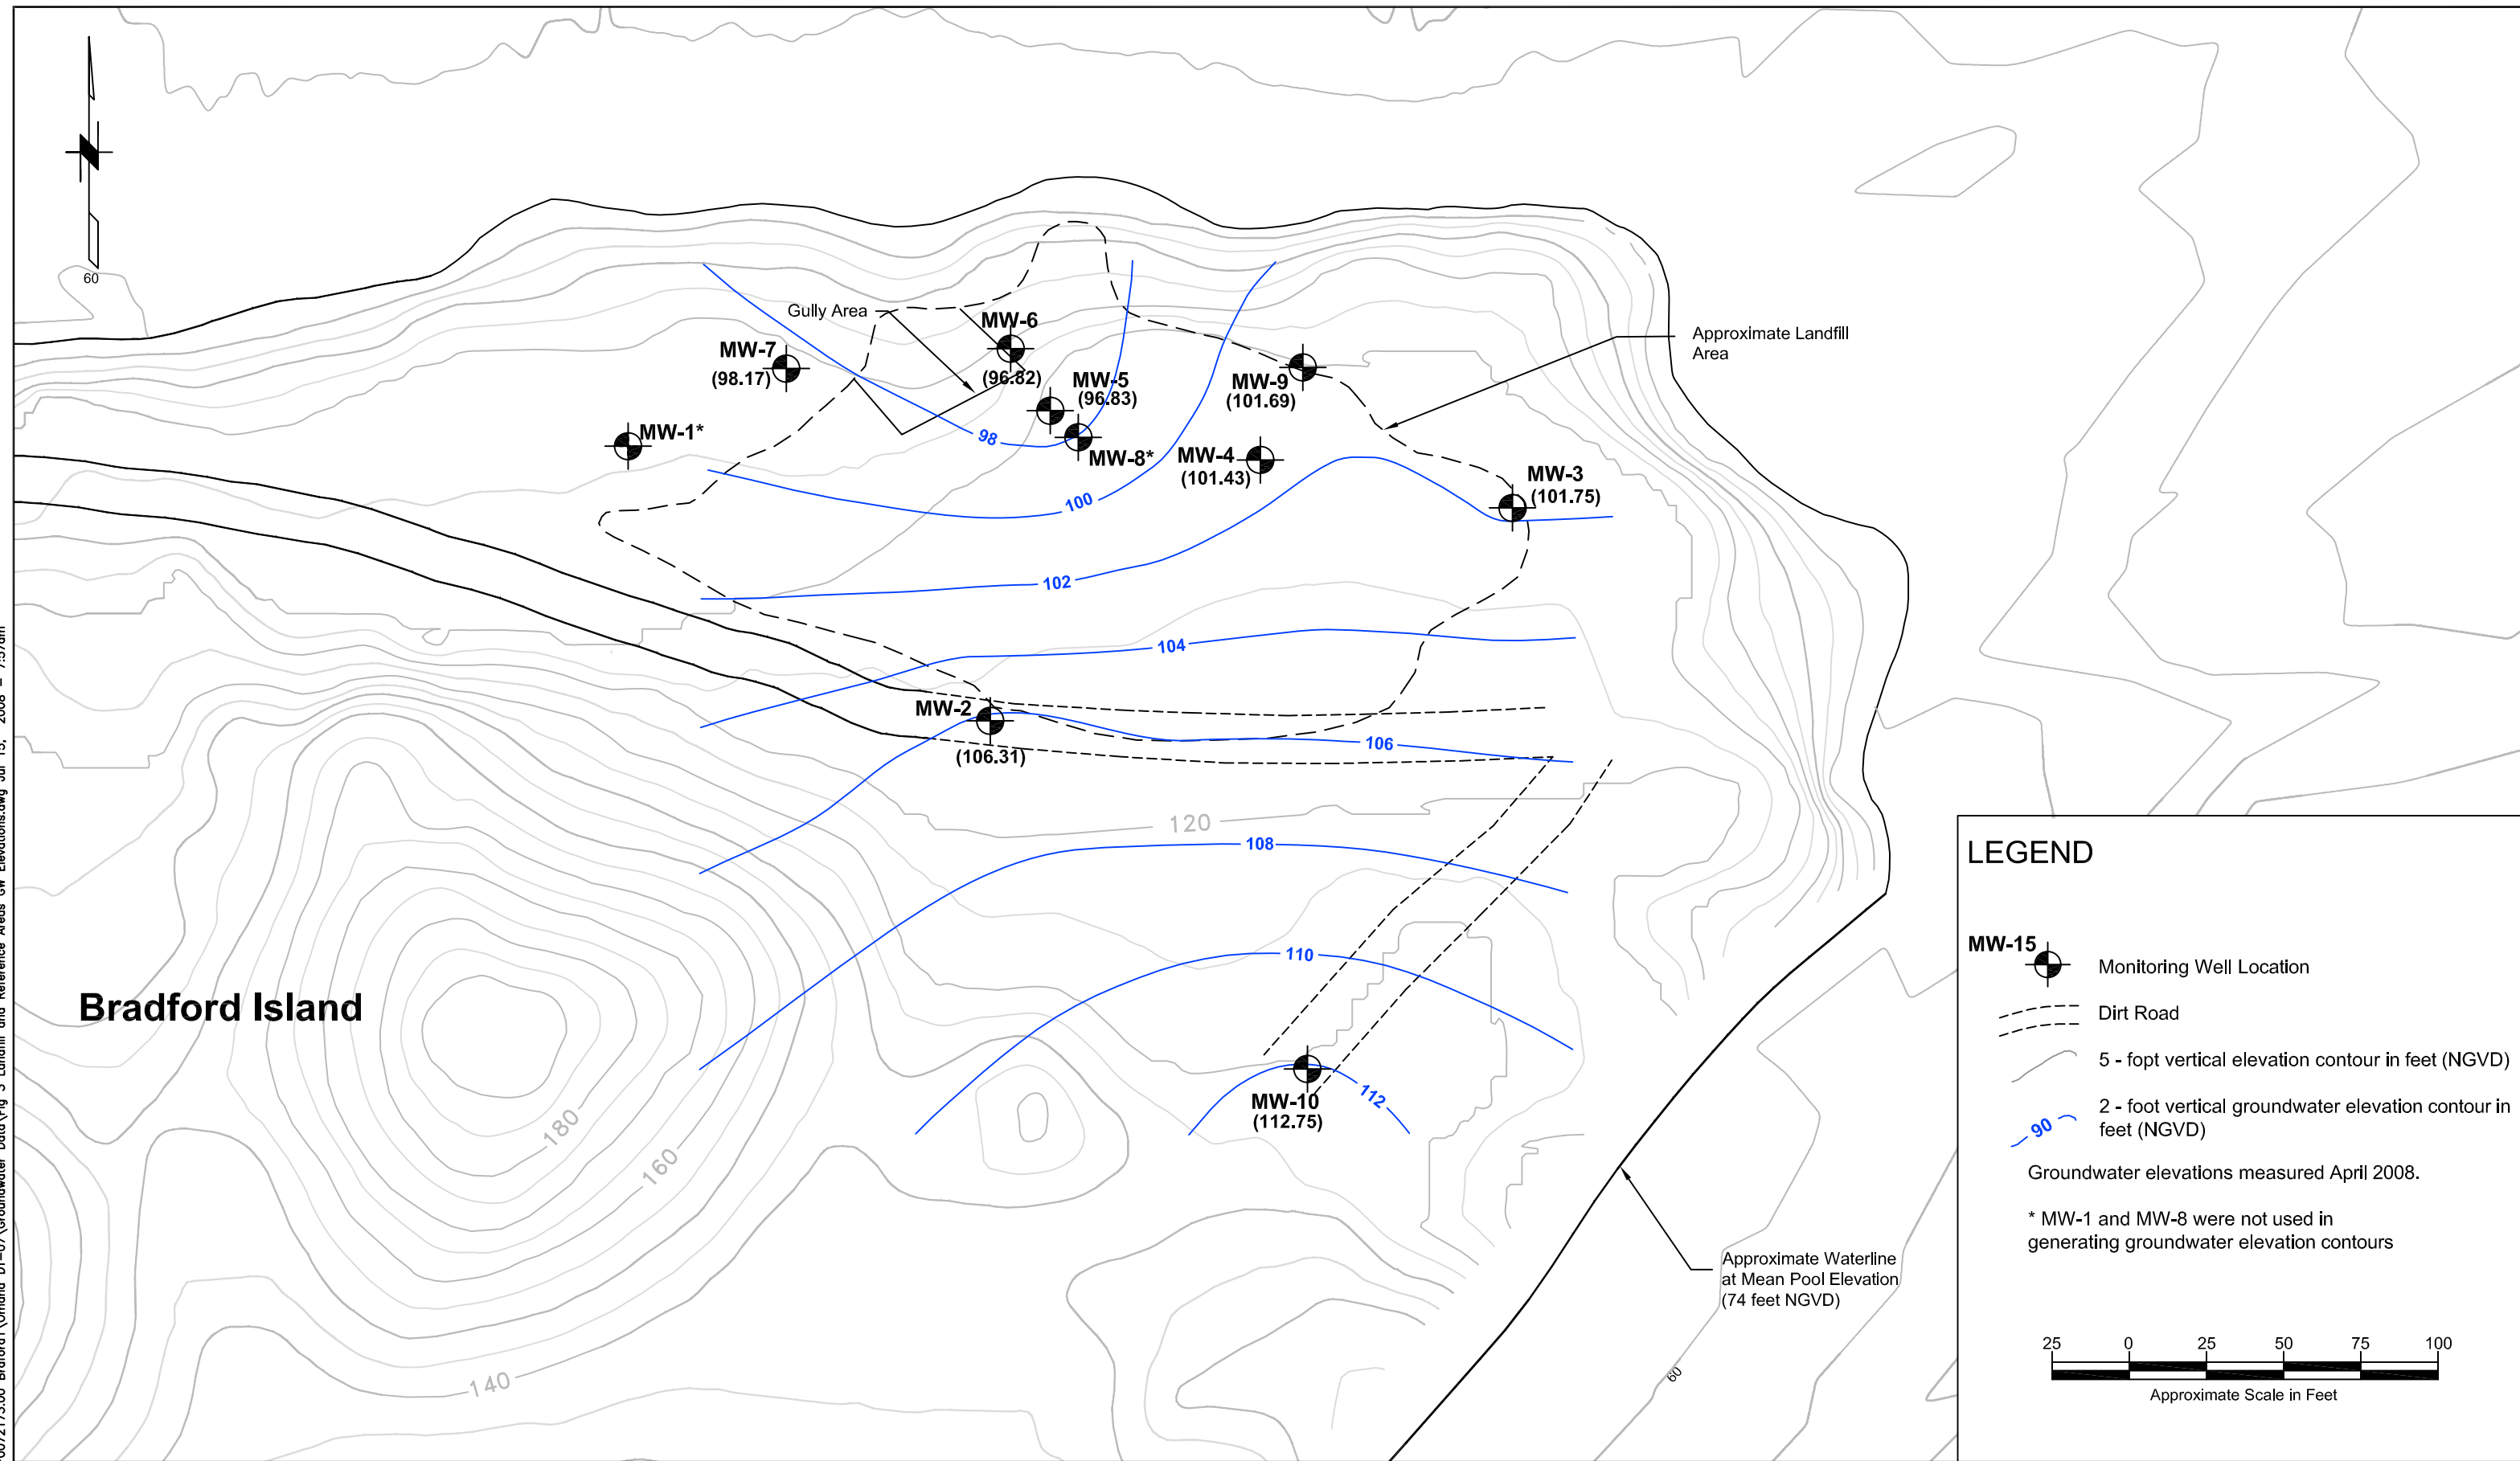 N
60
Gully Area
MW-6
(96.82)
MW-7
(98.17)
MW-5
(96.83)
MW-9
(101.69)
Approximate Landfill
Area
MW-1*
98
MW-8*
MW-4
(101.43)
MW-3
(101.75)
100
102
104
MW-2
(106.31)
106
120
108
110
Bradford Island
MW-10
(112.75)
112
180
160
140
Approximate Waterline
at Mean Pool Elevation
(74 feet NGVD)
60
LEGEND
MW-15
Monitoring Well Location
Dirt Road
5 - fopt vertical elevation contour in feet (NGVD)
90
2 - foot vertical groundwater elevation contour in
feet (NGVD)
Groundwater elevations measured April 2008.
* MW-1 and MW-8 were not used in
generating groundwater elevation contours
25 0 25 50 75 100
Approximate Scale in Feet